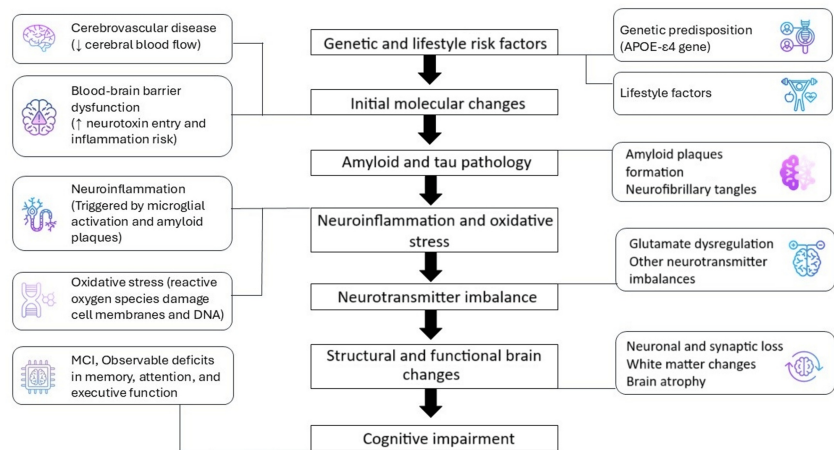 Cerebrovascular disease
(↓ cerebral blood flow)
Blood-brain barrier
dysfunction
(↑ neurotoxin entry and
inflammation risk)
Neuroinflammation
(Triggered by microglial
activation and amyloid
plaques)
Oxidative stress (reactive
oxygen species damage
cell membranes and DNA)
MCI, Observable deficits
in memory, attention, and
executive function
Genetic and lifestyle risk factors
Initial molecular changes
Amyloid and tau pathology
Neuroinflammation and oxidative
stress
Neurotransmitter imbalance
Structural and functional brain
changes
Cognitive impairment
Genetic predisposition
(APOE-ε4 gene)
Lifestyle factors
Amyloid plaques
formation
Neurofibrillary tangles
Glutamate dysregulation
Other neurotransmitter
imbalances
Neuronal and synaptic loss
White matter changes
Brain atrophy